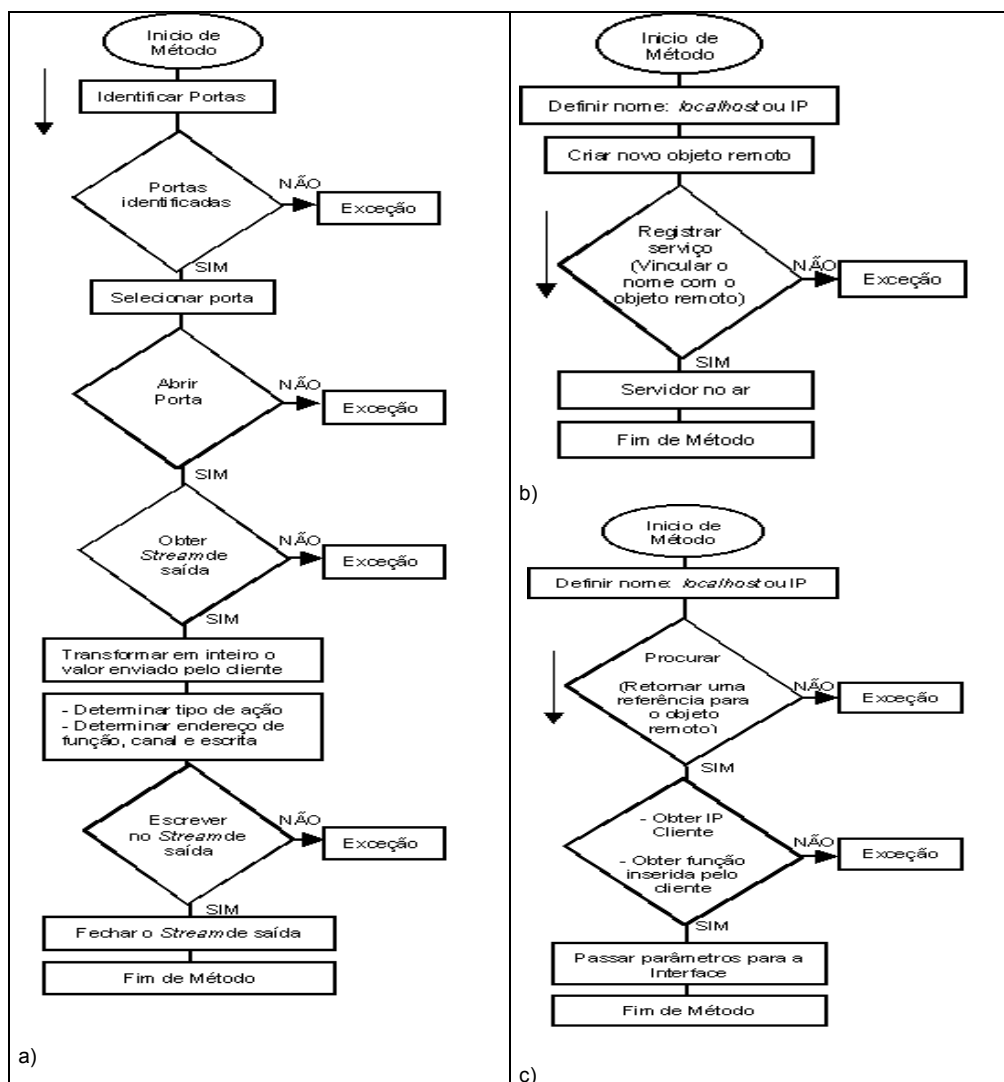 Inicio de
Método
Identificar Portas
Portas
identificadas
NÃO
Exceção
SIM
Selecionar porta
Abrir
Porta
NÃO
Exceção
SIM
Obter
Stream de
saída
NÃO
Exceção
SIM
Transformar em inteiro o
valor enviado pelo cliente
- Determinar tipo de ação
- Determinar endereço de
função, canal e escrita
Escrever
no Stream de
saída
NÃO
Exceção
SIM
Fechar o Stream de saída
Fim de Método
a)
Inicio de
Método
Definir nome: localhost ou IP
Criar novo objeto remoto
Registrar
serviço
(Vincular o
nome com o
objeto remoto)
NÃO
Exceção
SIM
Servidor no ar
Fim de Método
b)
Inicio de
Método
Definir nome: localhost ou IP
Procurar
(Retornar uma
referência para
o objeto
remoto)
NÃO
Exceção
SIM
- Obter IP
Cliente
- Obter função
inserida pelo
cliente
NÃO
Exceção
SIM
Passar parâmetros para a
Interface
Fim de Método
c)